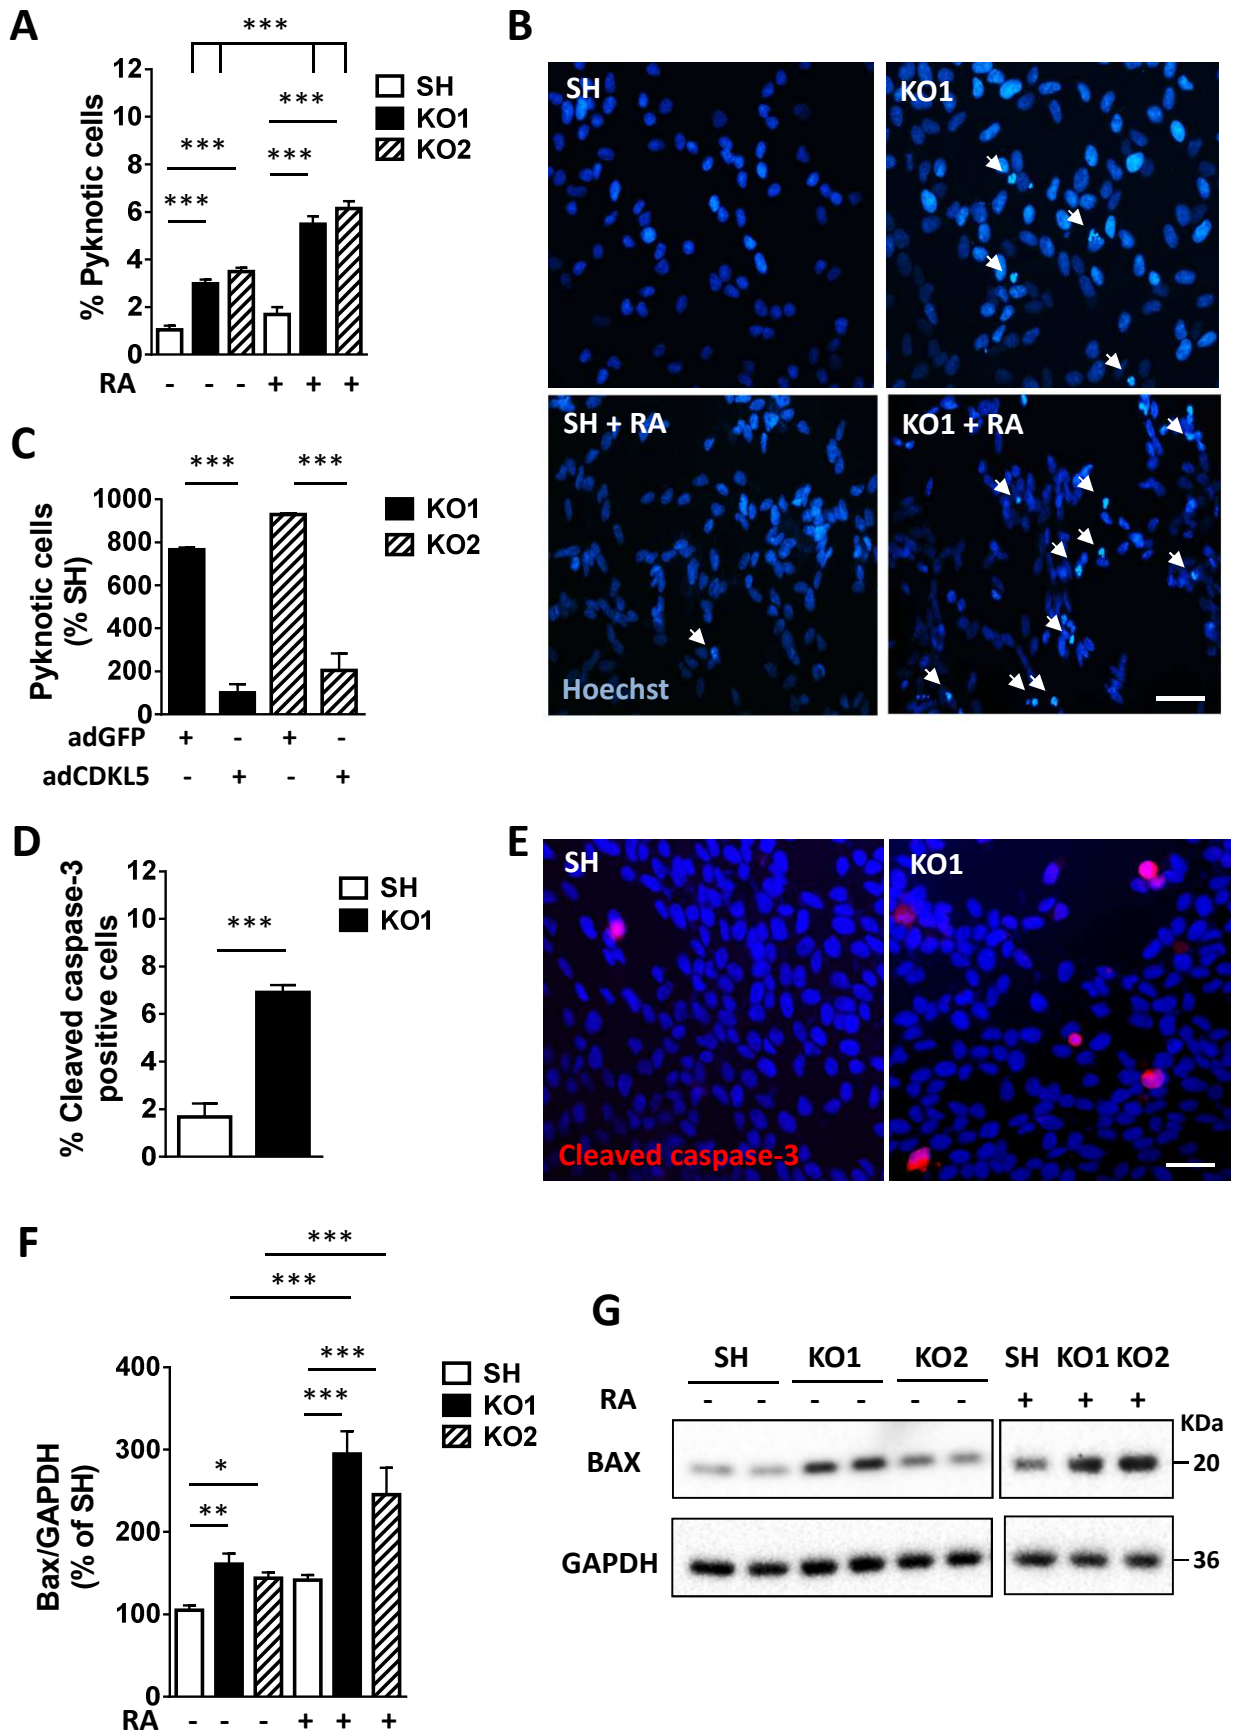 A
***
12
10
8
6
4
2
0
% Pyknotic cells
***
***
***
***
SH
KO1
KO2
RA - - - + + +
B
SH
KO1
SH + RA
KO1 + RA
Hoechst
C
***
***
1000
800
600
400
200
0
Pyknotic cells
(% SH)
KO1
KO2
adGFP + - + -
adCDKL5 - + - +
D
12
10
8
6
4
2
0
% Cleaved caspase-3
positive cells
***
SH
KO1
E
SH
KO1
Cleaved caspase-3
F
***
***
400
300
200
100
0
Bax/GAPDH
(% of SH)
***
***
*
**
SH
KO1
KO2
RA - - - + + +
G
SH KO1 KO2 SH KO1 KO2
RA - - - - - - + + +
KDa
BAX
20
GAPDH
36